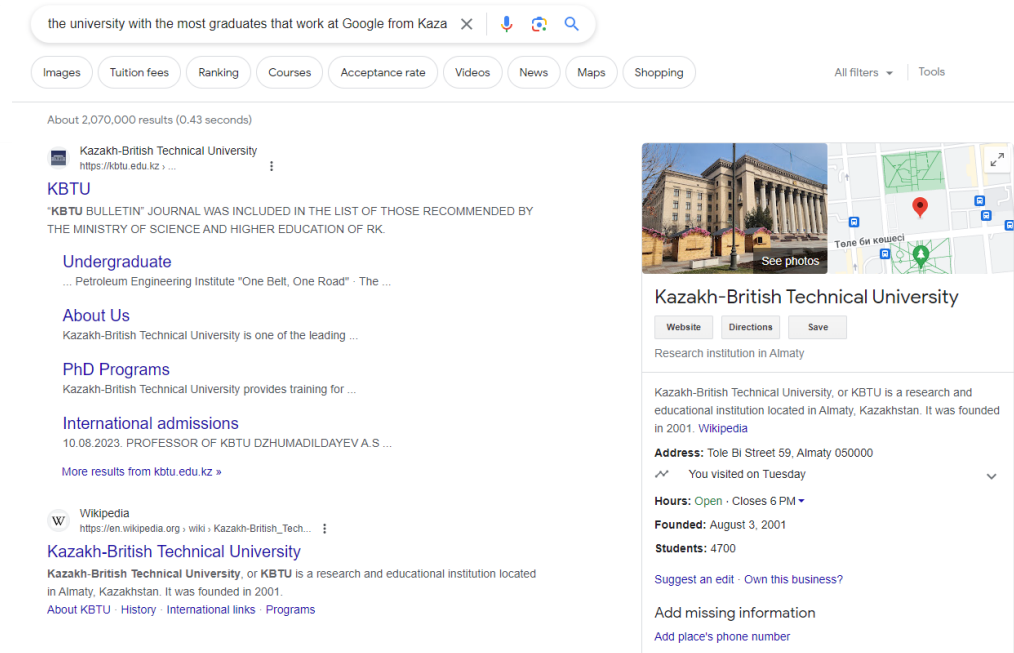 the university with the most graduates that work at Google from Kaza
Images
Tuition fees
Ranking
Courses
Acceptance rate
Videos
News
Maps
Shopping
All filters
Tools
About 2,070,000 results (0.43 seconds)
Kazakh-British Technical University
https://kbtu.edu.kz › ...
KBTU
“KBTU BULLETIN” JOURNAL WAS INCLUDED IN THE LIST OF THOSE RECOMMENDED BY
THE MINISTRY OF SCIENCE AND HIGHER EDUCATION OF RK.
Undergraduate
... Petroleum Engineering Institute "One Belt, One Road" · The ...
About Us
Kazakh-British Technical University is one of the leading ...
PhD Programs
Kazakh-British Technical University provides training for ...
International admissions
10.08.2023. PROFESSOR OF KBTU DZHUMADILDAYEV A.S ...
More results from kbtu.edu.kz »
W
Wikipedia
https://en.wikipedia.org › wiki › Kazakh-British_Tech...
Kazakh-British Technical University
Kazakh-British Technical University, or KBTU is a research and educational institution located
in Almaty, Kazakhstan. It was founded in 2001.
About KBTU · History · International links · Programs
See photos
Төле би көшесі
Kazakh-British Technical University
Website
Directions
Save
Research institution in Almaty
Kazakh-British Technical University, or KBTU is a research and
educational institution located in Almaty, Kazakhstan. It was founded
in 2001. Wikipedia
Address: Tole Bi Street 59, Almaty 050000
You visited on Tuesday
Hours: Open · Closes 6 PM
Founded: August 3, 2001
Students: 4700
Suggest an edit · Own this business?
Add missing information
Add place's phone number